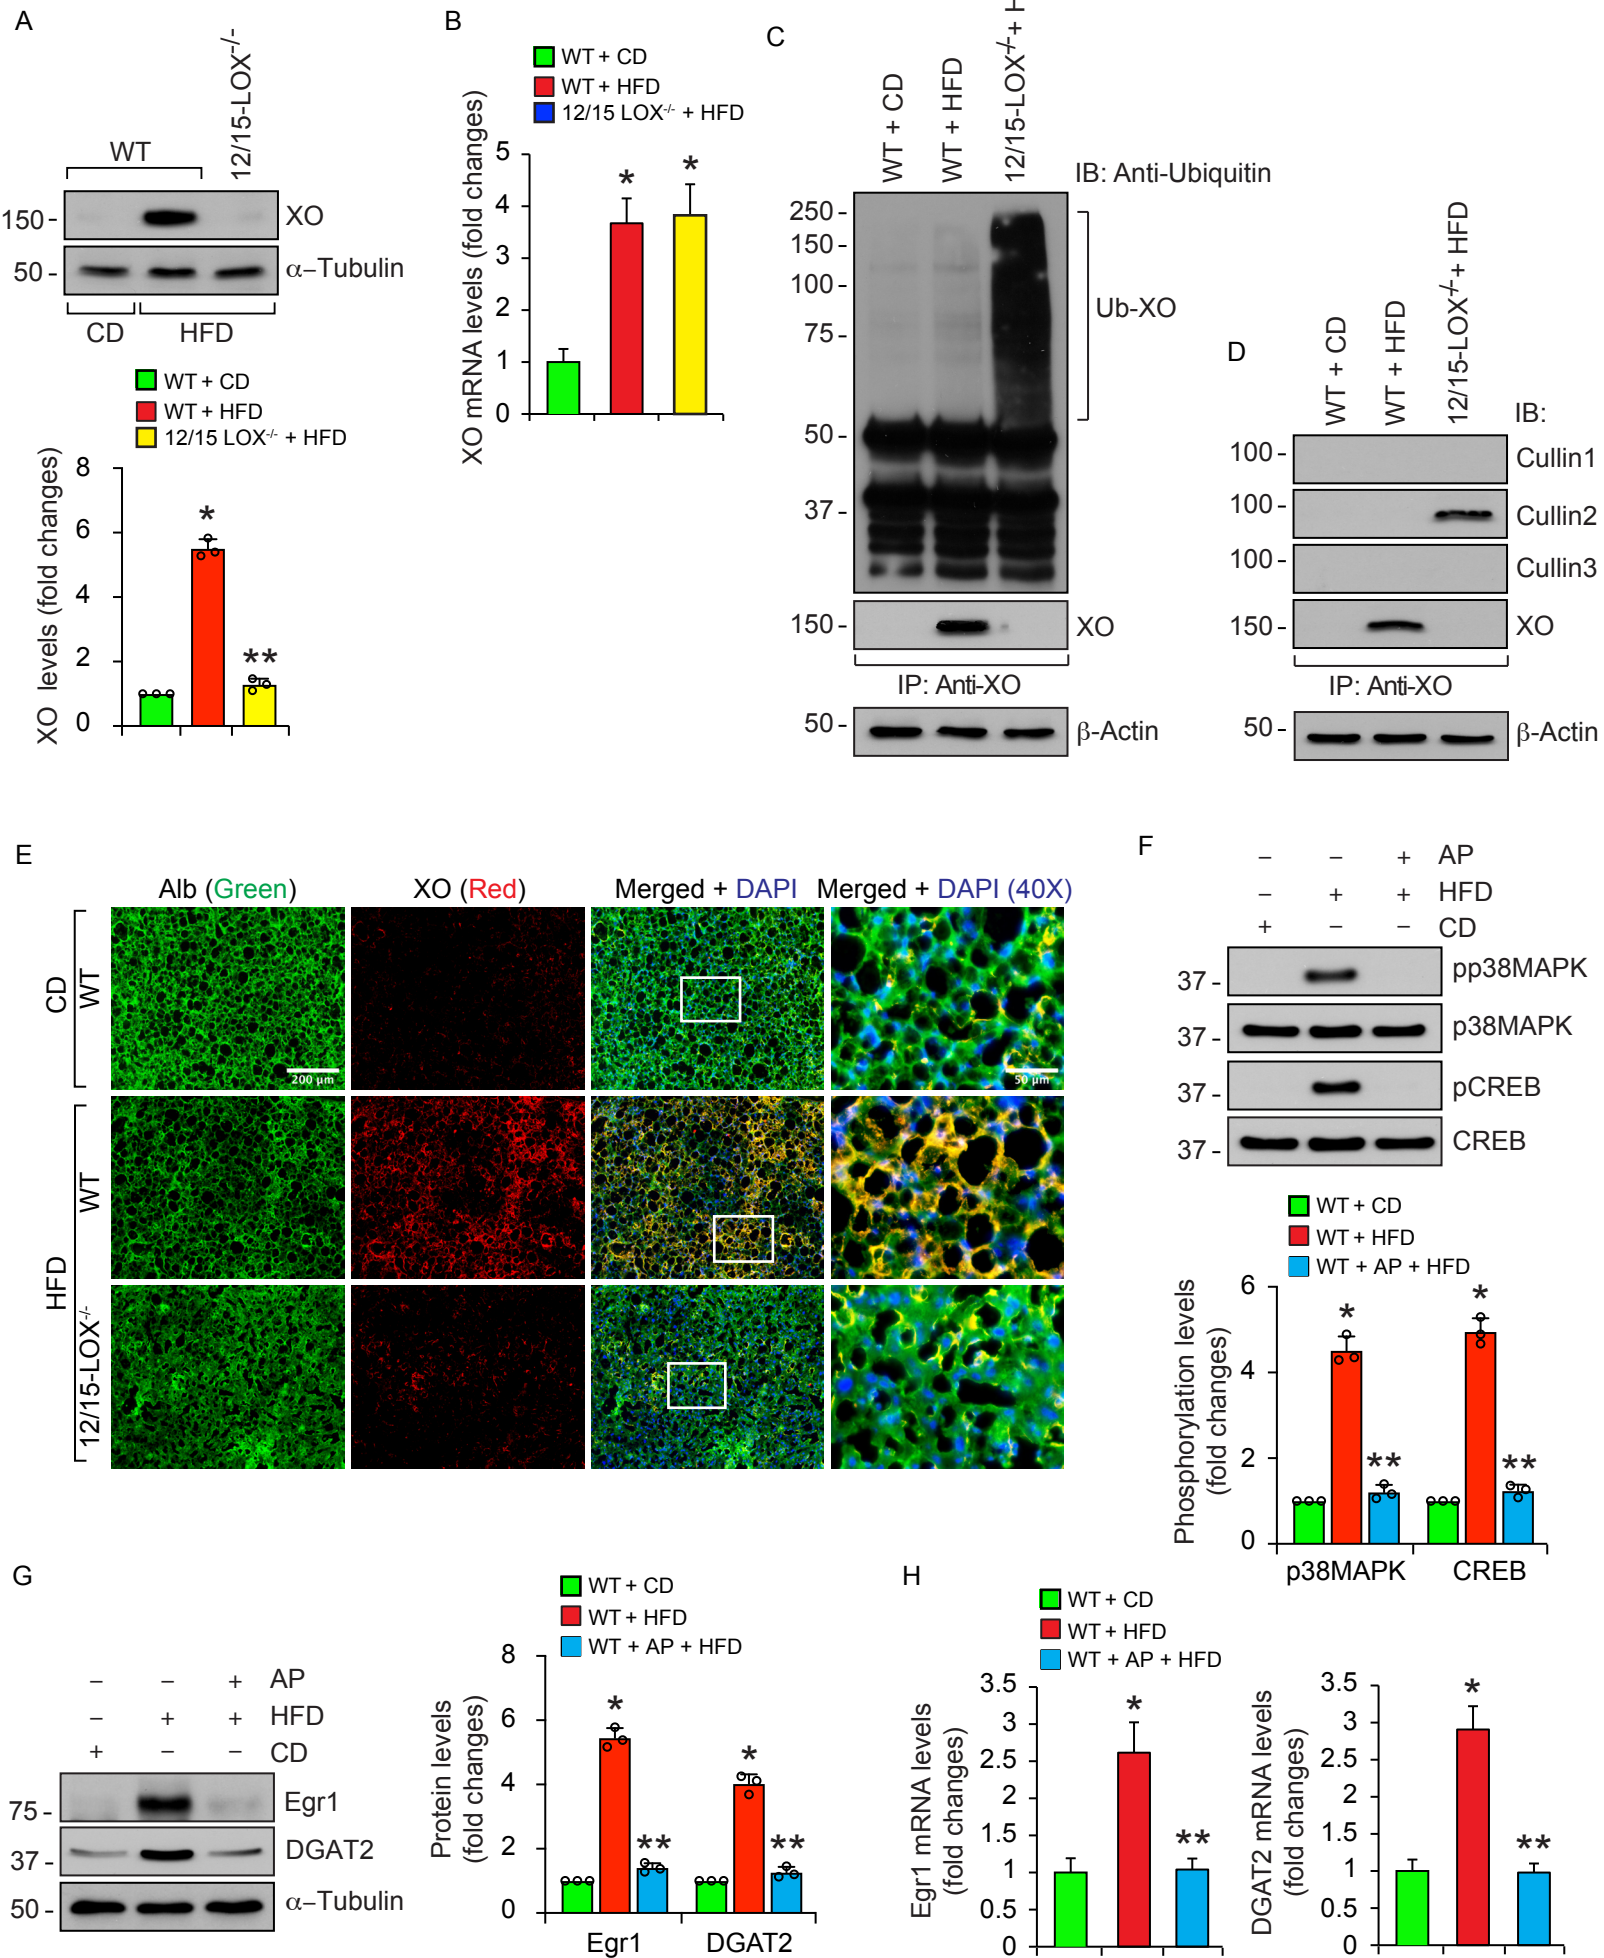 A
WT
12/15-LOX-/-
150 -
XO
50 -
α–Tubulin
CD
HFD
WT + CD
WT + HFD
12/15 LOX-/- + HFD
XO levels (fold changes)
8
6
4
2
0
*
**
B
WT + CD
WT + HFD
12/15 LOX-/- + HFD
XO mRNA levels (fold changes)
5
4
3
2
1
0
*
*
C
WT + CD
WT + HFD
12/15-LOX-/-+ H
IB: Anti-Ubiquitin
250 -
150 -
100 -
75 -
50 -
37 -
Ub-XO
150 -
XO
IP: Anti-XO
50 -
β-Actin
D
WT + CD
WT + HFD
12/15-LOX-/-+ HFD
IB:
100 -
Cullin1
100 -
Cullin2
100 -
Cullin3
150 -
XO
IP: Anti-XO
50 -
β-Actin
E
Alb (Green)
XO (Red)
Merged + DAPI
Merged + DAPI (40X)
CD
WT
200 µm
50 µm
HFD
WT
12/15-LOX-/-
F
– – + AP
– + + HFD
+ – – CD
37 -
pp38MAPK
37 -
p38MAPK
37 -
pCREB
37 -
CREB
WT + CD
WT + HFD
WT + AP + HFD
Phosphorylation levels
(fold changes)
6
4
2
0
*
**
*
**
p38MAPK
CREB
G
– – + AP
– + + HFD
+ – – CD
75 -
Egr1
37 -
DGAT2
50 -
α–Tubulin
WT + CD
WT + HFD
WT + AP + HFD
Protein levels
(fold changes)
8
6
4
2
0
*
**
*
**
Egr1
DGAT2
H
WT + CD
WT + HFD
WT + AP + HFD
Egr1 mRNA levels
(fold changes)
3.5
3
2.5
2
1.5
1
0.5
0
*
**
DGAT2 mRNA levels
(fold changes)
3.5
3
2.5
2
1.5
1
0.5
0
*
**